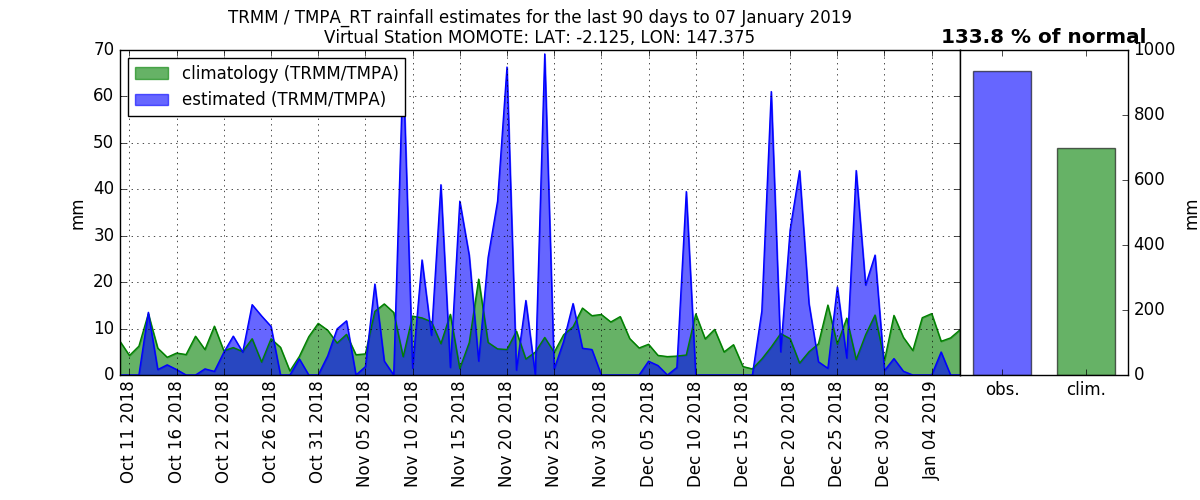 TRMM / TMPA_RT rainfall estimates for the last 90 days to 07 January 2019
Virtual Station MOMOTE: LAT: -2.125, LON: 147.375
133.8 % of normal
climatology (TRMM/TMPA)
estimated (TRMM/TMPA)
mm
70
60
50
40
30
20
10
0
Oct 11 2018
Oct 16 2018
Oct 21 2018
Oct 26 2018
Oct 31 2018
Nov 05 2018
Nov 10 2018
Nov 15 2018
Nov 20 2018
Nov 25 2018
Nov 30 2018
Dec 05 2018
Dec 10 2018
Dec 15 2018
Dec 20 2018
Dec 25 2018
Dec 30 2018
Jan 04 2019
1000
800
600
400
200
0
mm
obs.
clim.